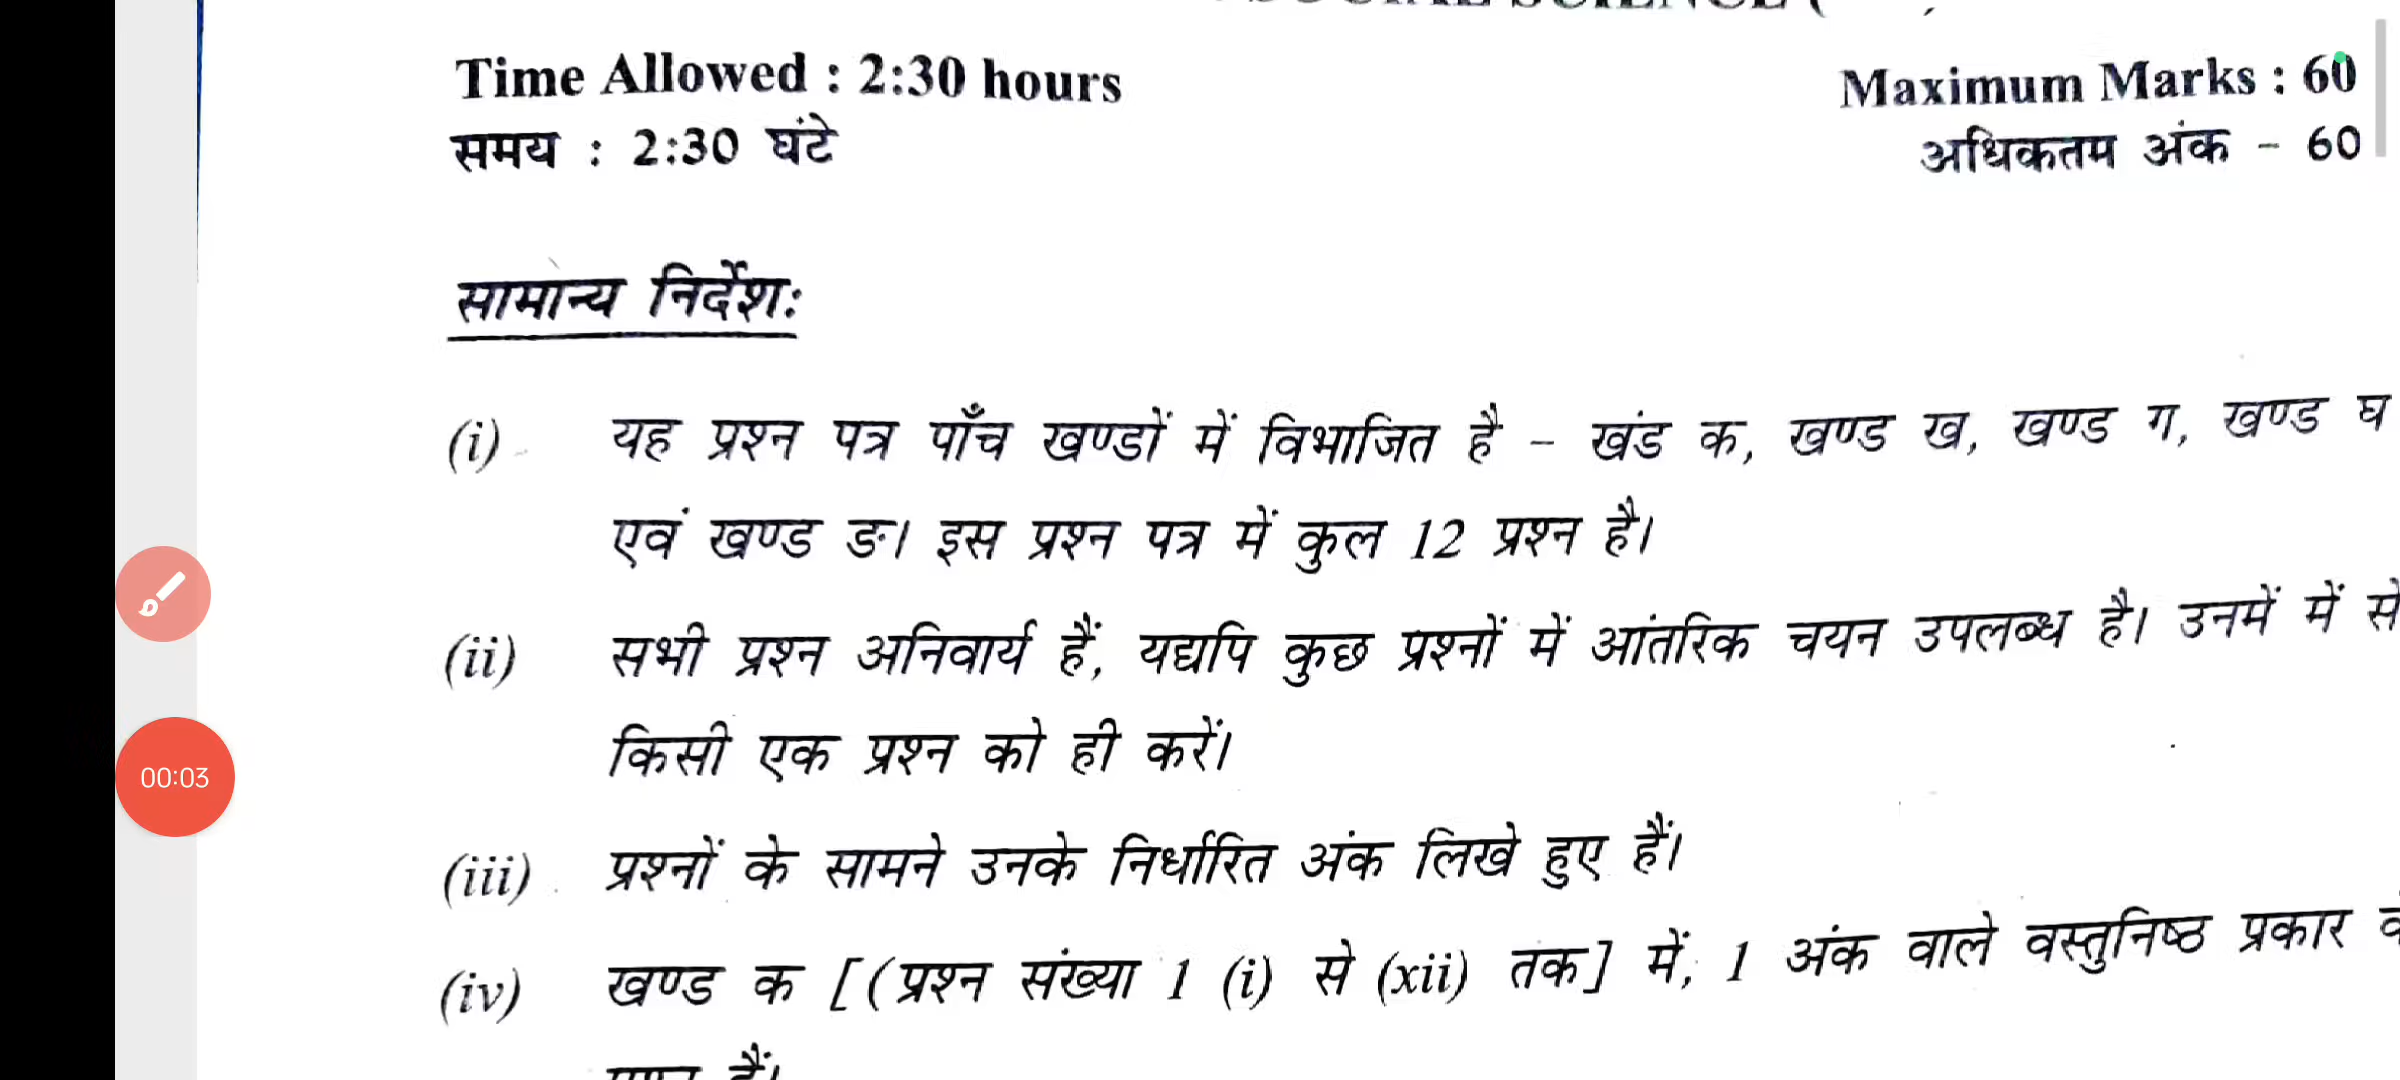 SOCIAL SCIENCE (
Time Allowed : 2:30 hours
Maximum Marks : 60
समय : 2:30 घंटे
अधिकतम अंक - 60
सामान्य निर्देश:
(i) यह प्रश्न पत्र पाँच खण्डों में विभाजित है - खंड क, खण्ड ख, खण्ड ग, खण्ड घ
एवं खण्ड ङ। इस प्रश्न पत्र में कुल 12 प्रश्न है।
(ii) सभी प्रश्न अनिवार्य हैं, यद्यपि कुछ प्रश्नों में आंतरिक चयन उपलब्ध है। उनमें में से
किसी एक प्रश्न को ही करें।
00:03
(iii) प्रश्नों के सामने उनके निर्धारित अंक लिखे हुए हैं।
(iv) खण्ड क [(प्रश्न संख्या 1 (i) से (xii) तक] में, 1 अंक वाले वस्तुनिष्ठ प्रकार
हैं।